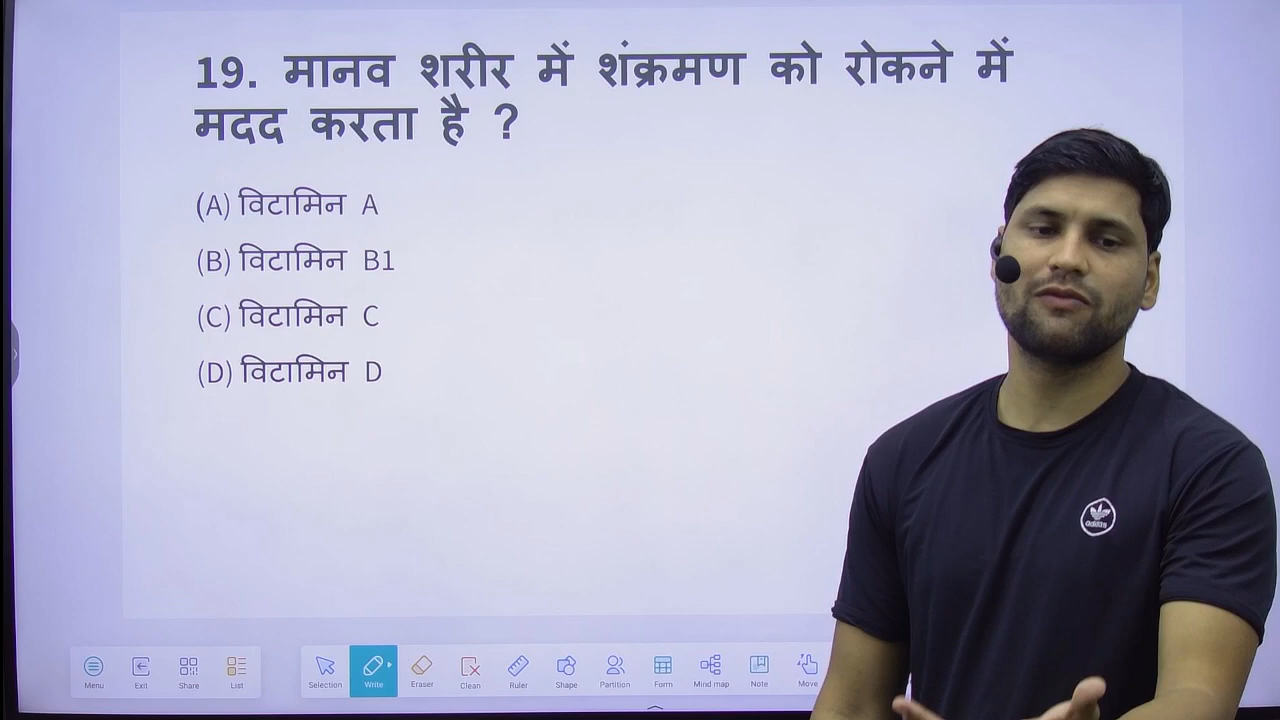 19. मानव शरीर में शंक्रमण को रोकने में
मदद करता है ?
(A) विटामिन A
(B) विटामिन B1
(C) विटामिन C
(D) विटामिन D
adidas
Menu Exit Share List Selection Write Eraser Clean Ruler Shape Partition Form Mind map Note Move